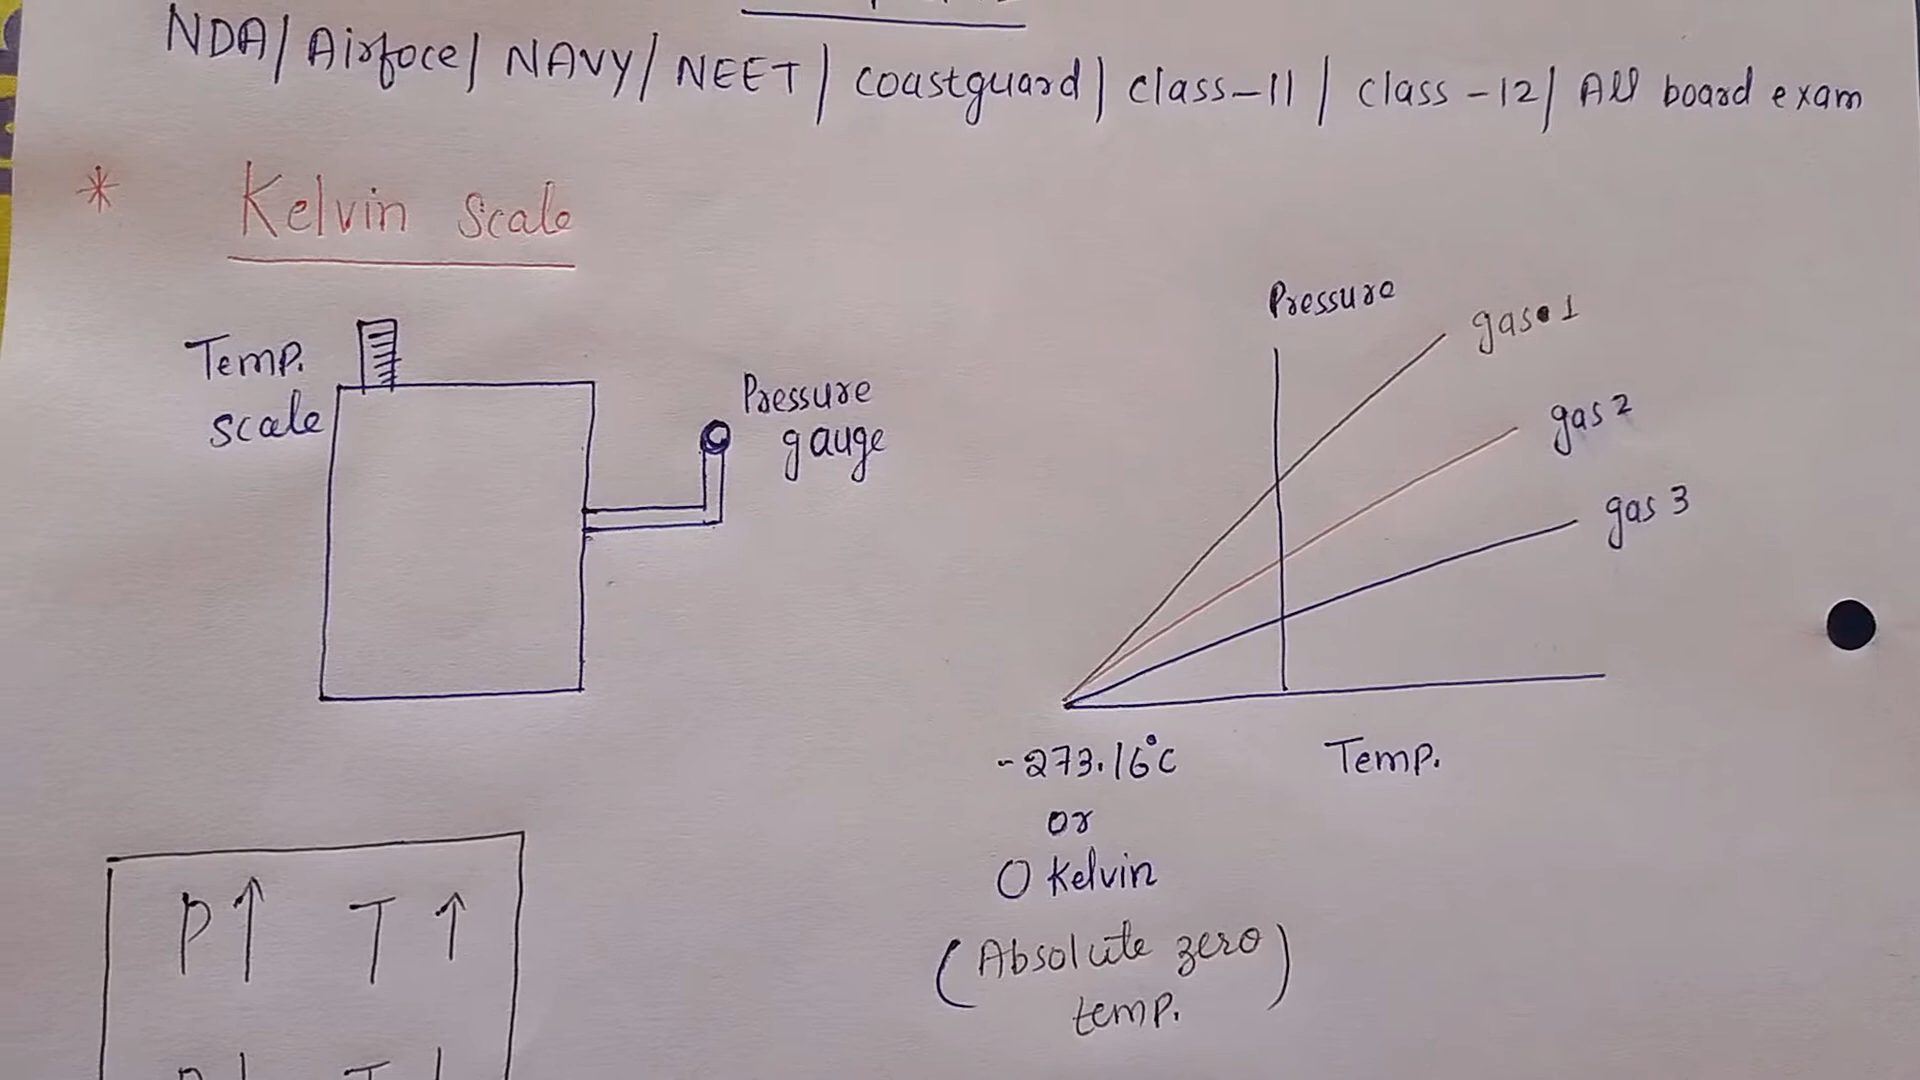 NDA/ Airfoce/ NAVY/ NEET/ coastguard/ class-11/ class-12/ All board exam
* Kelvin Scale
Temp.
scale
Pressure
gauge
Pressure
gas 1
gas 2
gas 3
-273.16°C
or
0 Kelvin
(Absolute zero)
temp.
Temp.
P↑ T↑